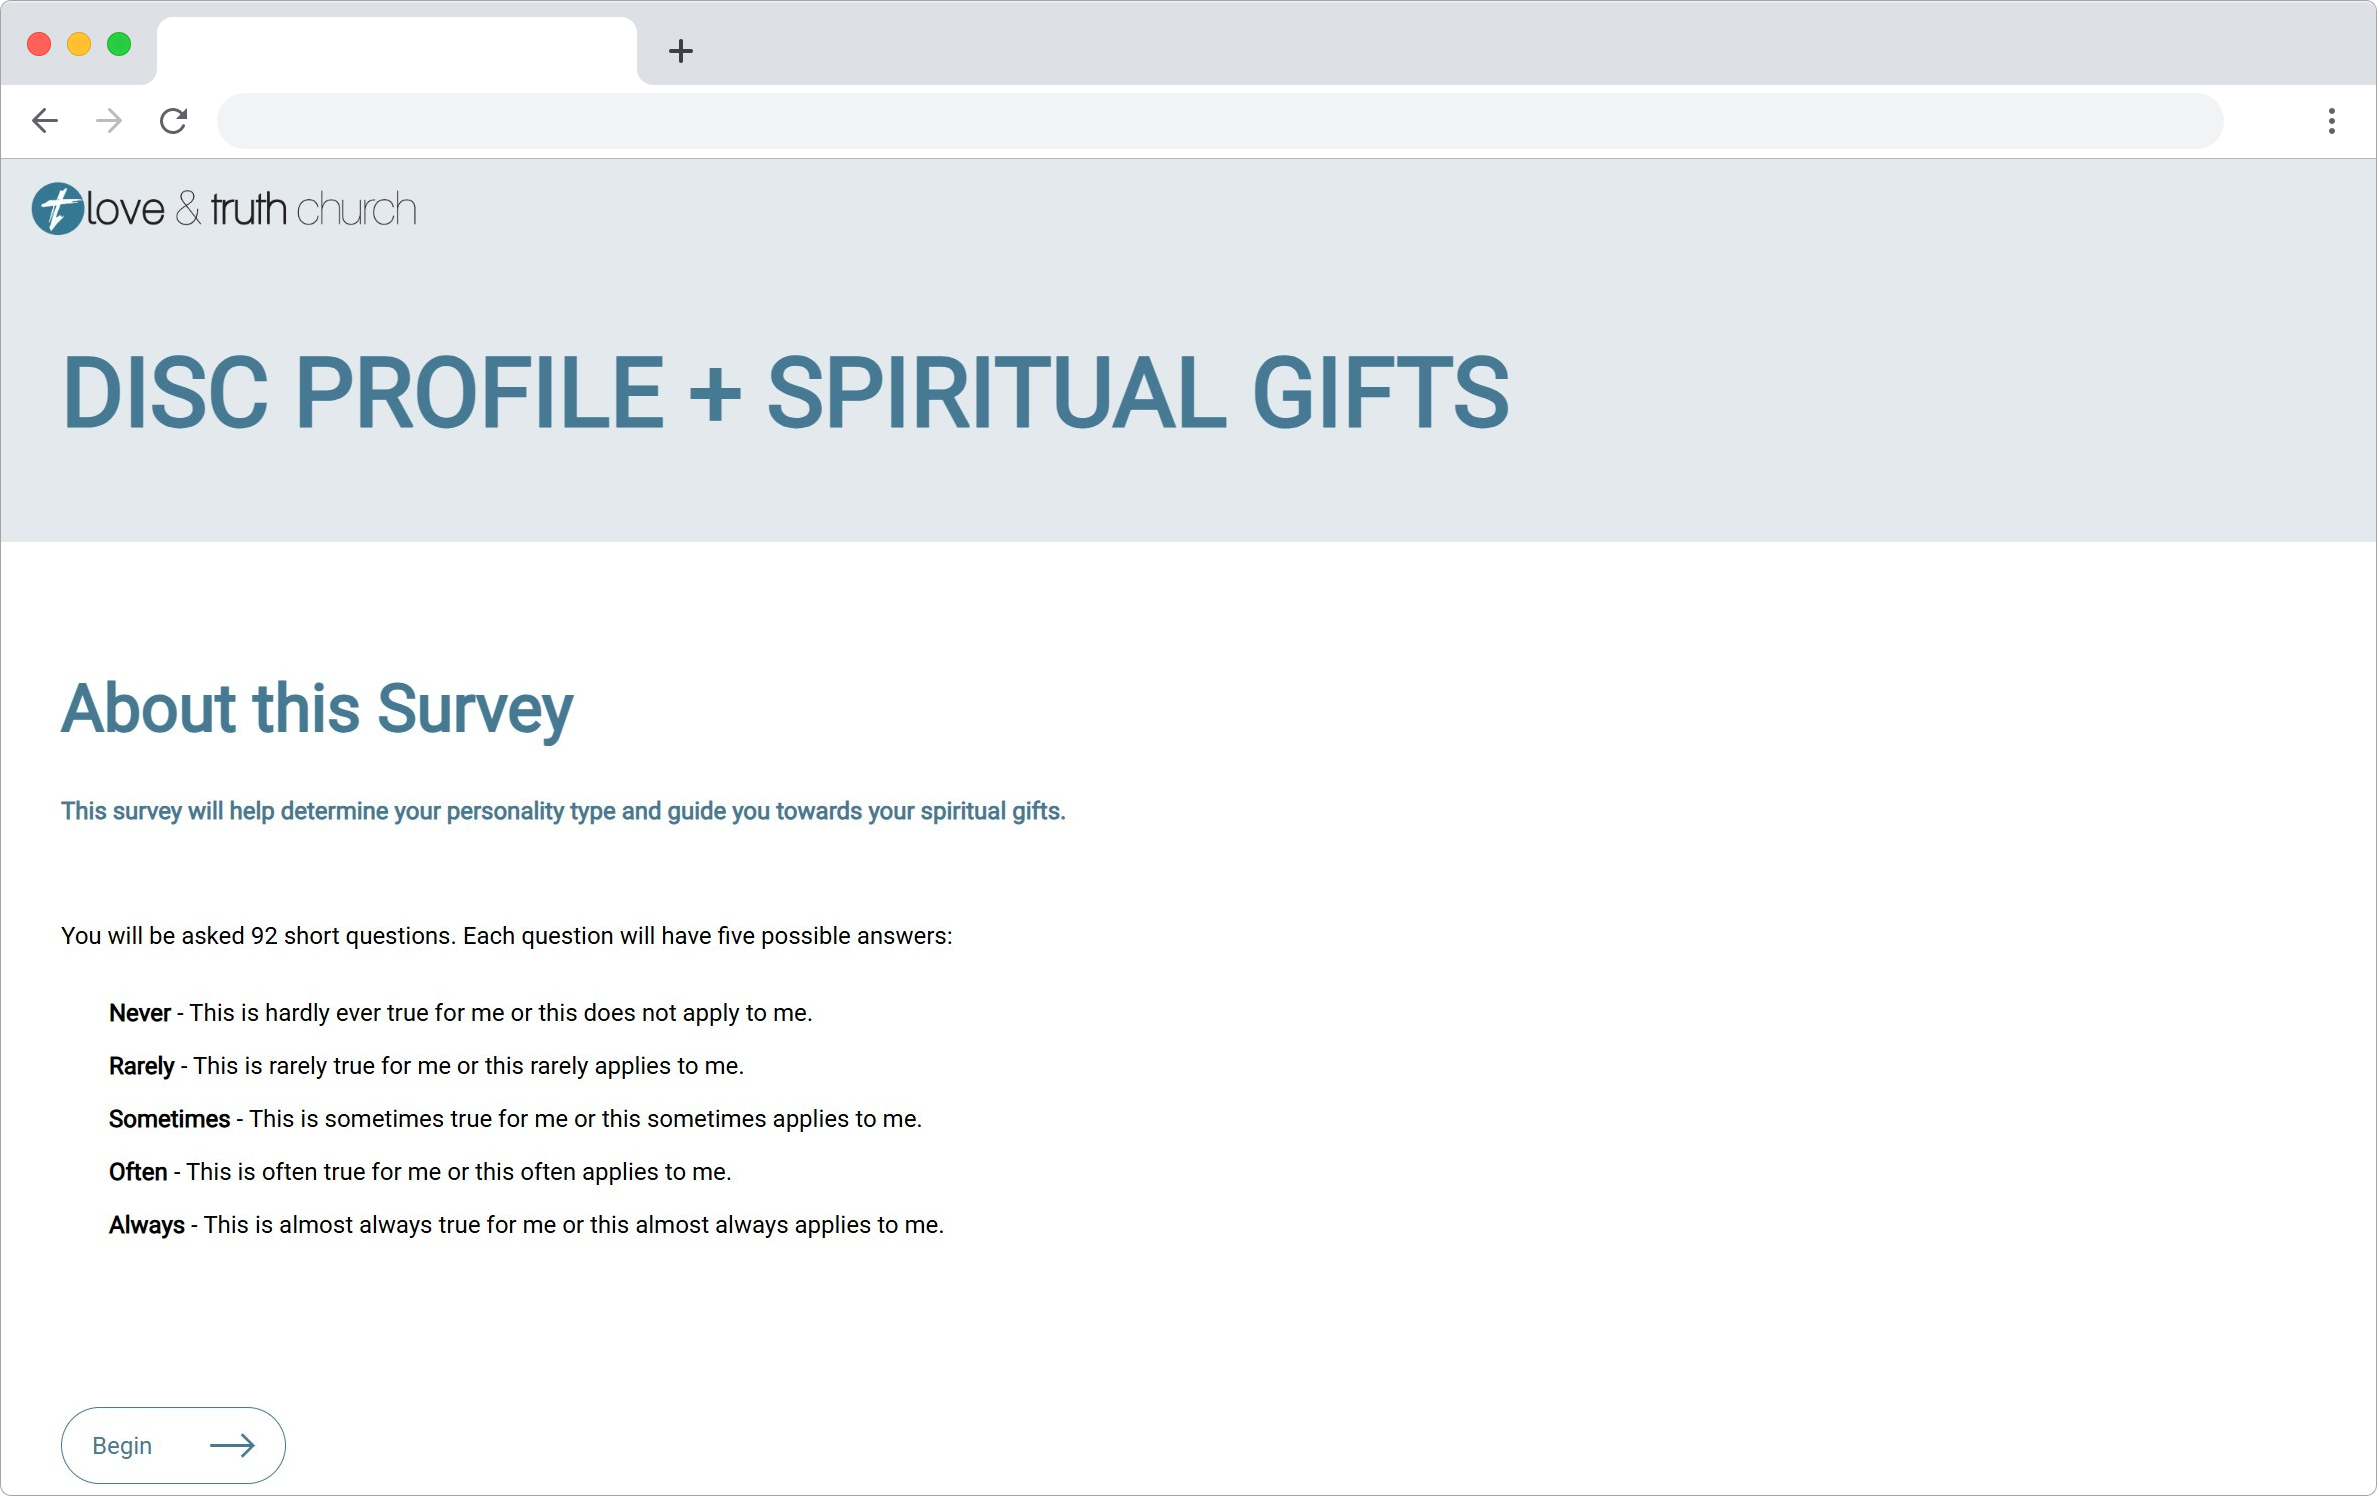 love & truth church
DISC PROFILE + SPIRITUAL GIFTS
About this Survey
This survey will help determine your personality type and guide you towards your spiritual gifts.
You will be asked 92 short questions. Each question will have five possible answers:
Never - This is hardly ever true for me or this does not apply to me.
Rarely - This is rarely true for me or this rarely applies to me.
Sometimes - This is sometimes true for me or this sometimes applies to me.
Often - This is often true for me or this often applies to me.
Always - This is almost always true for me or this almost always applies to me.
Begin